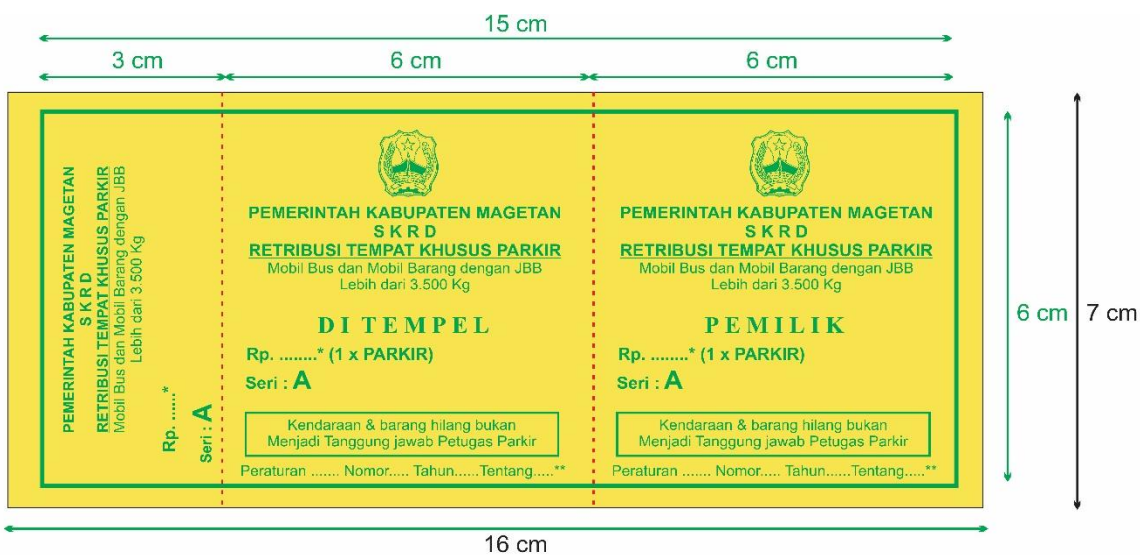 15 cm
3 cm
6 cm
6 cm
PEMERINTAH KABUPATEN MAGETAN
S K R D
RETRIBUSI TEMPAT KHUSUS PARKIR
Mobil Bus dan Mobil Barang dengan JBB
Lebih dari 3.500 Kg
Rp. ......*
Seri : A
PEMERINTAH KABUPATEN MAGETAN
S K R D
RETRIBUSI TEMPAT KHUSUS PARKIR
Mobil Bus dan Mobil Barang dengan JBB
Lebih dari 3.500 Kg
DI TEMPEL
Rp. ........* (1 x PARKIR)
Seri : A
Kendaraan & barang hilang bukan
Menjadi Tanggung jawab Petugas Parkir
Peraturan ....... Nomor..... Tahun......Tentang.....**
PEMERINTAH KABUPATEN MAGETAN
S K R D
RETRIBUSI TEMPAT KHUSUS PARKIR
Mobil Bus dan Mobil Barang dengan JBB
Lebih dari 3.500 Kg
PEMILIK
Rp. ........* (1 x PARKIR)
Seri : A
Kendaraan & barang hilang bukan
Menjadi Tanggung jawab Petugas Parkir
Peraturan ....... Nomor..... Tahun......Tentang.....**
6 cm
7 cm
16 cm